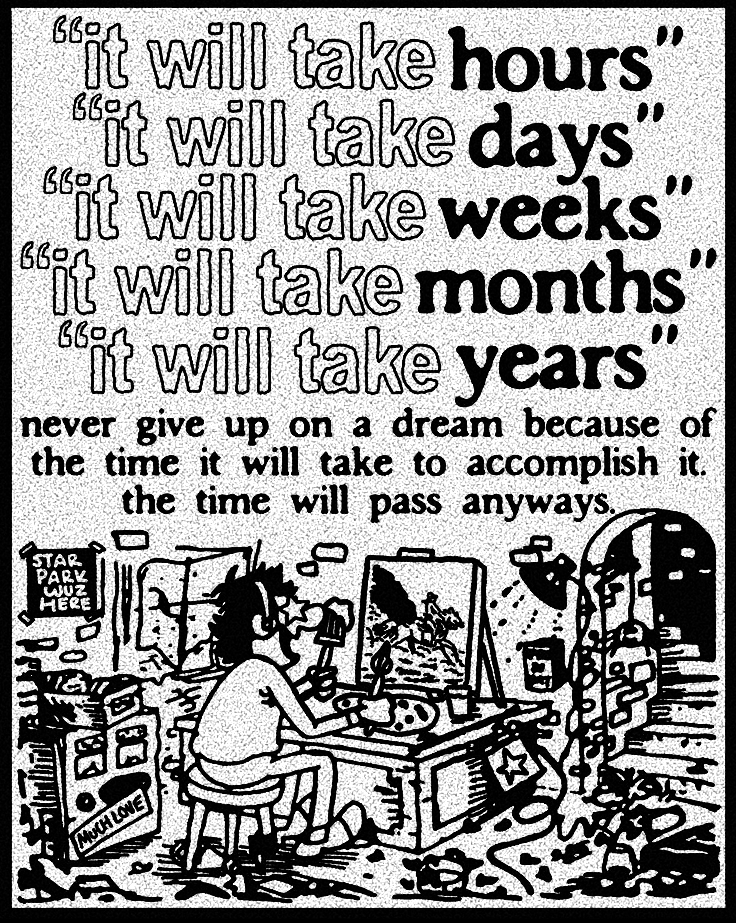 “it will take hours”
“it will take days”
“it will take weeks”
“it will take months”
“it will take years”
never give up on a dream because of
the time it will take to accomplish it.
the time will pass anyways.
STAR
PARK
WUZ
HERE
MUCH LOVE